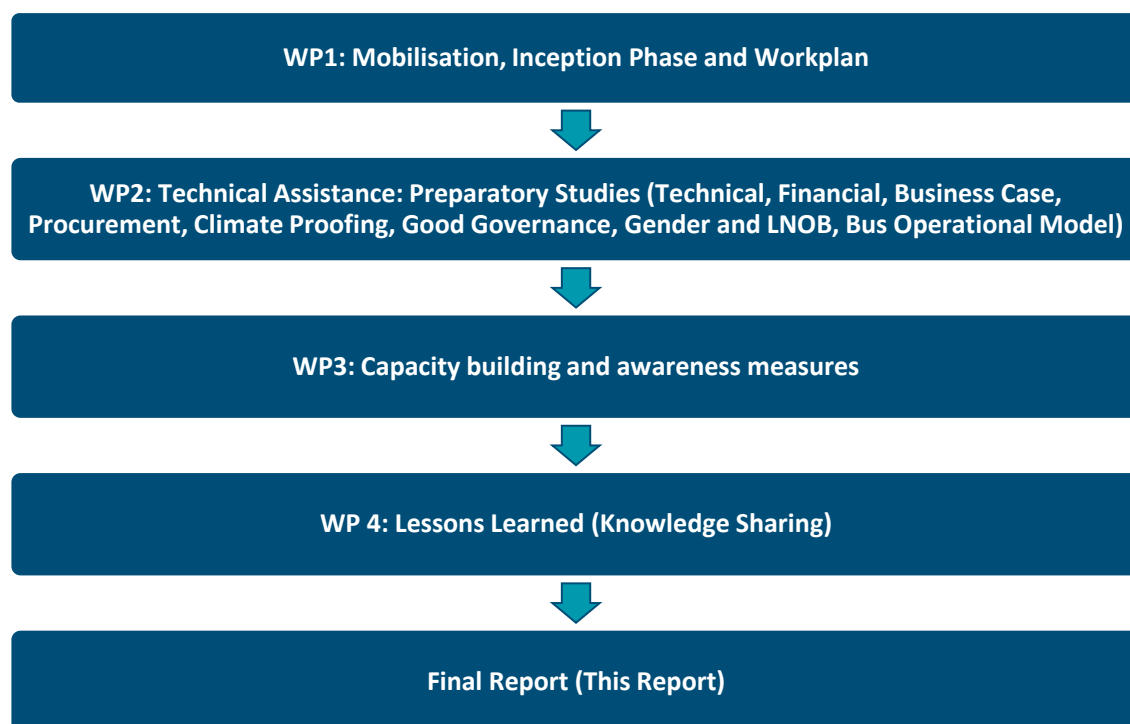 WP1: Mobilisation, Inception Phase and Workplan
WP2: Technical Assistance: Preparatory Studies (Technical, Financial, Business Case,
Procurement, Climate Proofing, Good Governance, Gender and LNOB, Bus Operational Model)
WP3: Capacity building and awareness measures
WP 4: Lessons Learned (Knowledge Sharing)
Final Report (This Report)